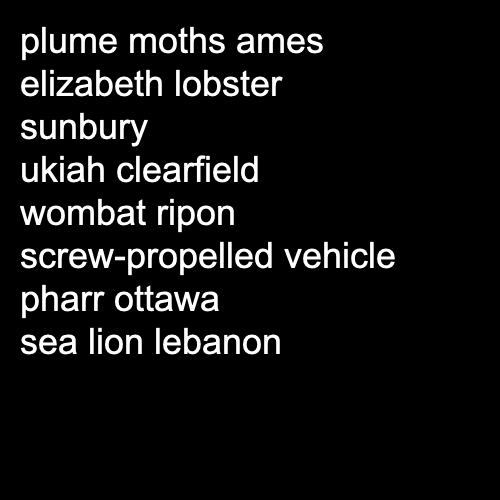 plume moths ames
elizabeth lobster
sunbury
ukiah clearfield
wombat ripon
screw-propelled vehicle
pharr ottawa
sea lion lebanon